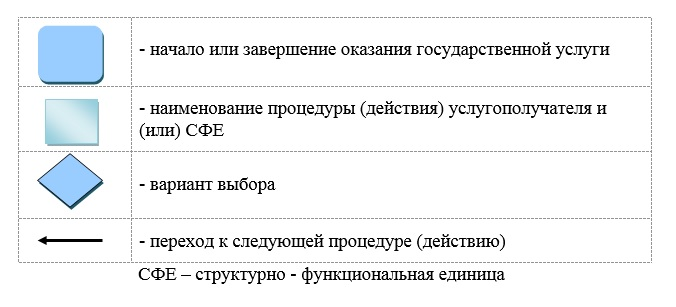 - начало или завершение оказания государственной услуги
- наименование процедуры (действия) услугополучателя и
(или) СФЕ
- вариант выбора
- переход к следующей процедуре (действию)
СФЕ – структурно - функциональная единица